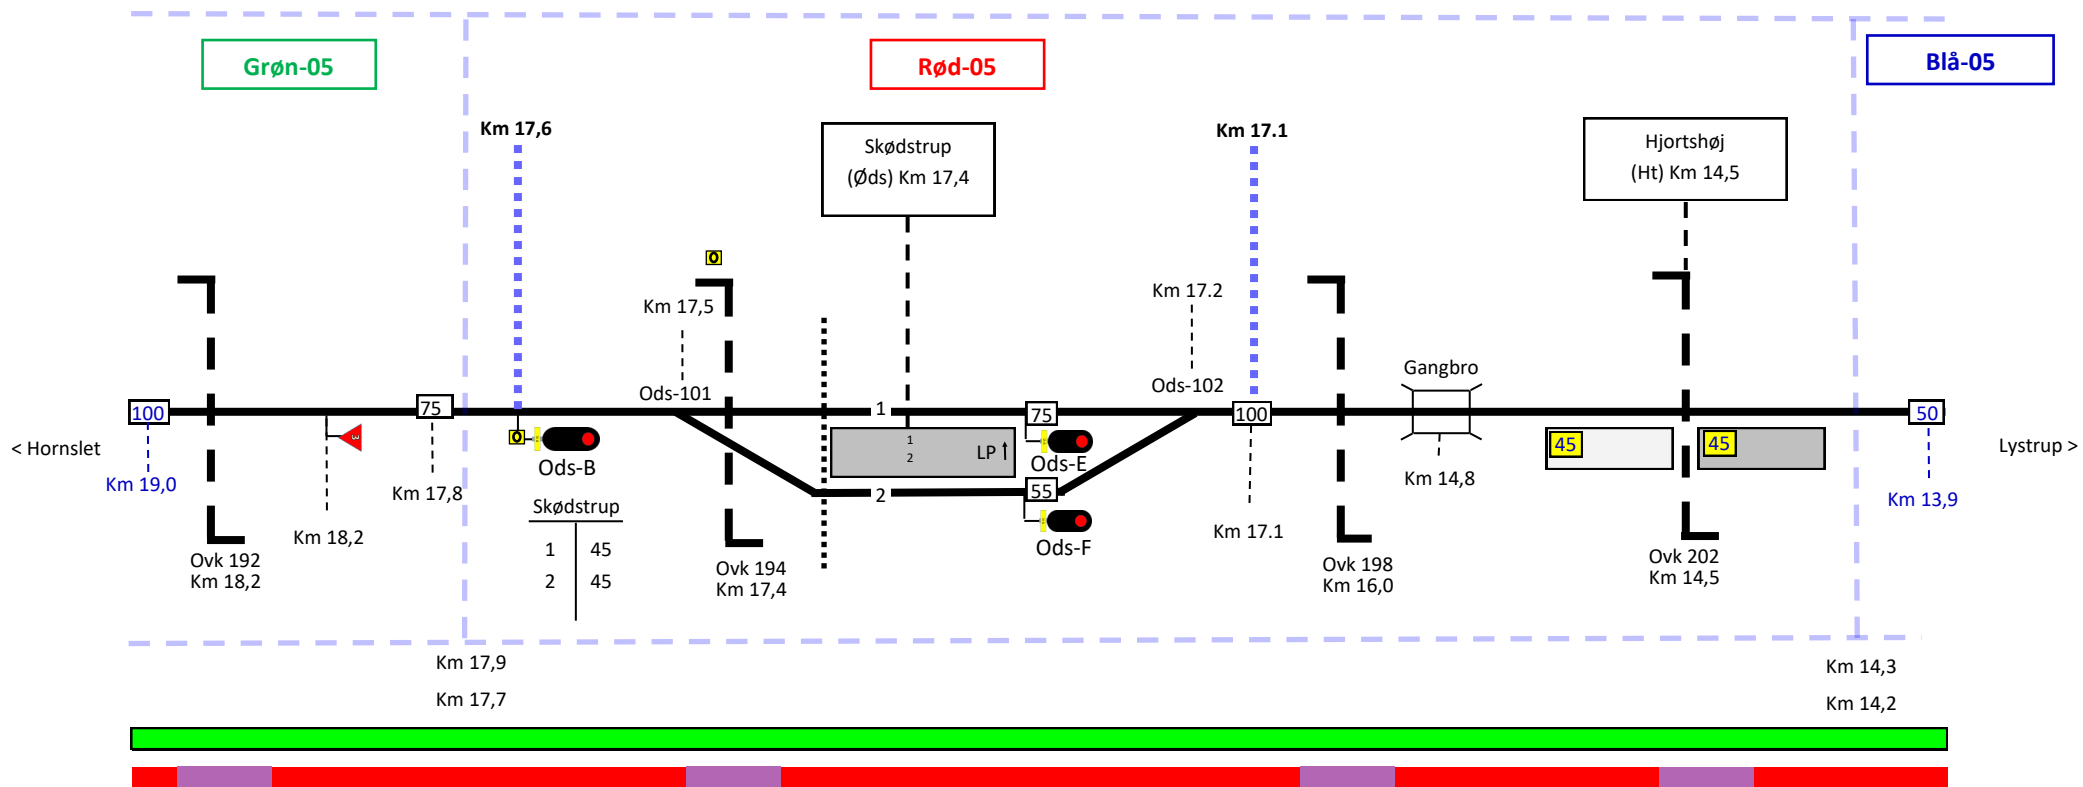 Grøn-05
Rød-05
Blå-05
Km 17,6
Skødstrup
(Øds) Km 17,4
Km 17.1
Hjortshøj
(Ht) Km 14,5
O
Km 17,5
Km 17.2
Ods-101
Ods-102
Gangbro
100
75
1
75
100
50
< Hornslet
Km 19,0
3
Km 17,8
Km 18,2
O
Ods-B
1
2
LP
Ods-E
45
45
Lystrup >
Km 14,8
Km 13,9
2
55
Ods-F
Km 17.1
Skødstrup
1 45
2 45
Ovk 192
Km 18,2
Ovk 194
Km 17,4
Ovk 198
Km 16,0
Ovk 202
Km 14,5
Km 17,9
Km 17,7
Km 14,3
Km 14,2